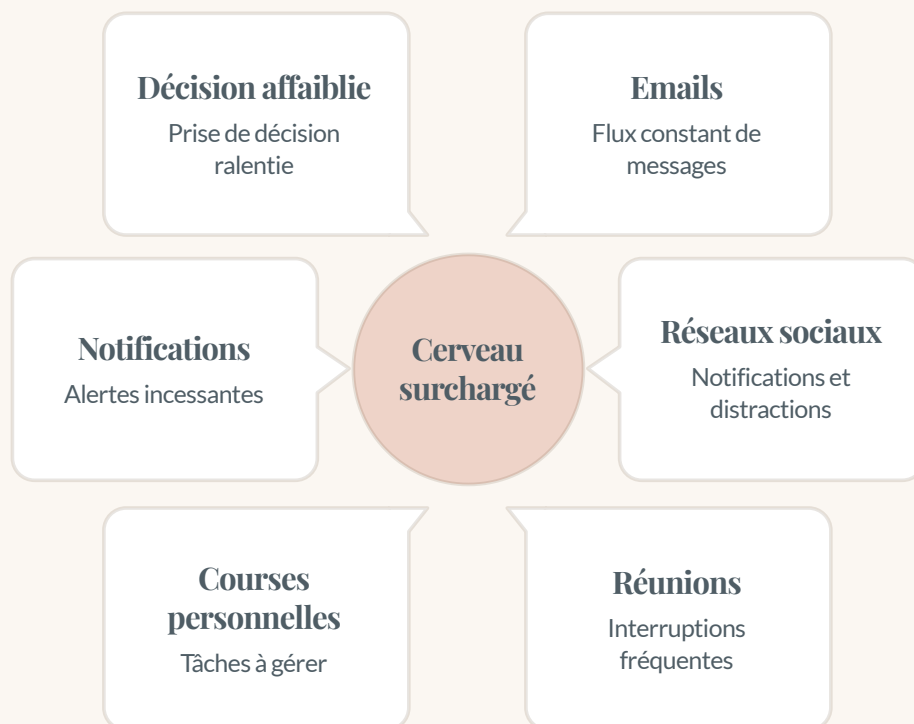 Décision affaiblie
Prise de décision
ralentie
Emails
Flux constant de
messages
Notifications
Alertes incessantes
Cerveau
surchargé
Réseaux sociaux
Notifications et
distractions
Courses
personnelles
Tâches à gérer
Réunions
Interruptions
fréquentes